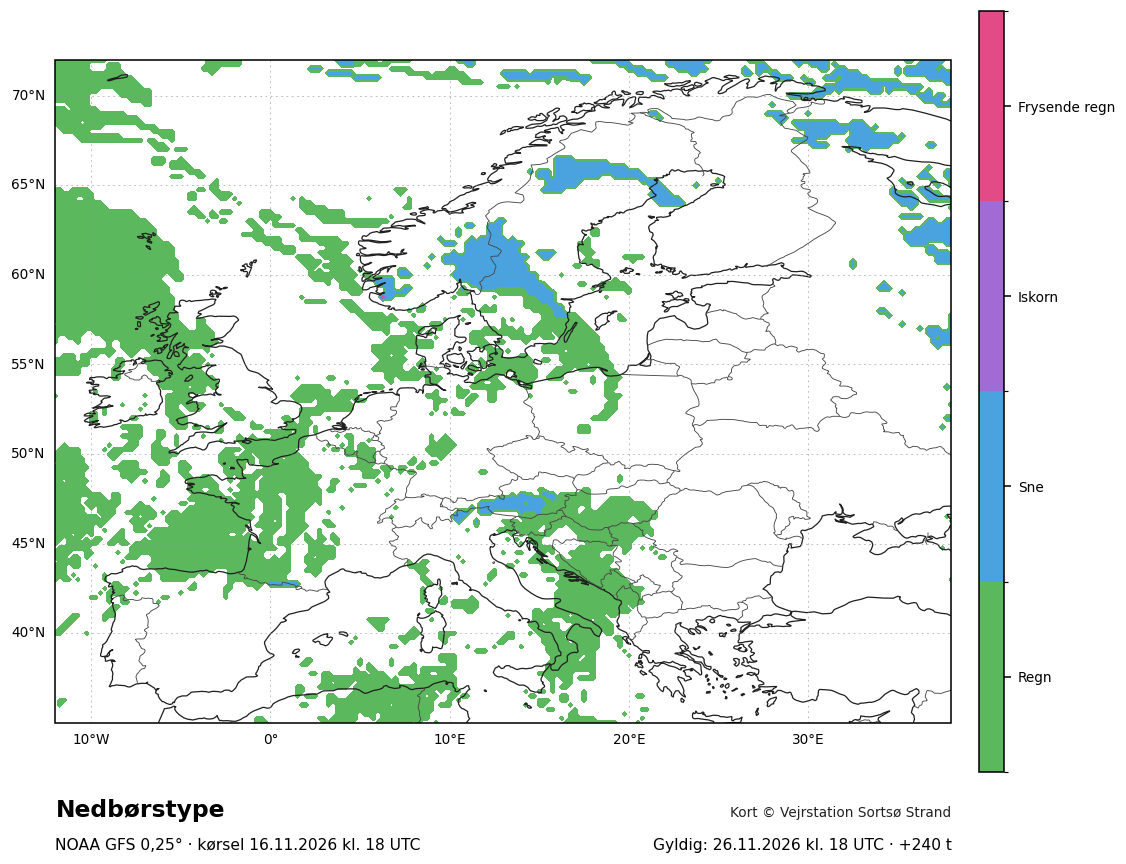 70°N
65°N
60°N
55°N
50°N
45°N
40°N
10°W
0°
10°E
20°E
30°E
Frysende regn
Iskorn
Sne
Regn
Nedbørstype
Kort © Vejrstation Sortsø Strand
NOAA GFS 0,25° · kørsel 16.11.2026 kl. 18 UTC
Gyldig: 26.11.2026 kl. 18 UTC · +240 t